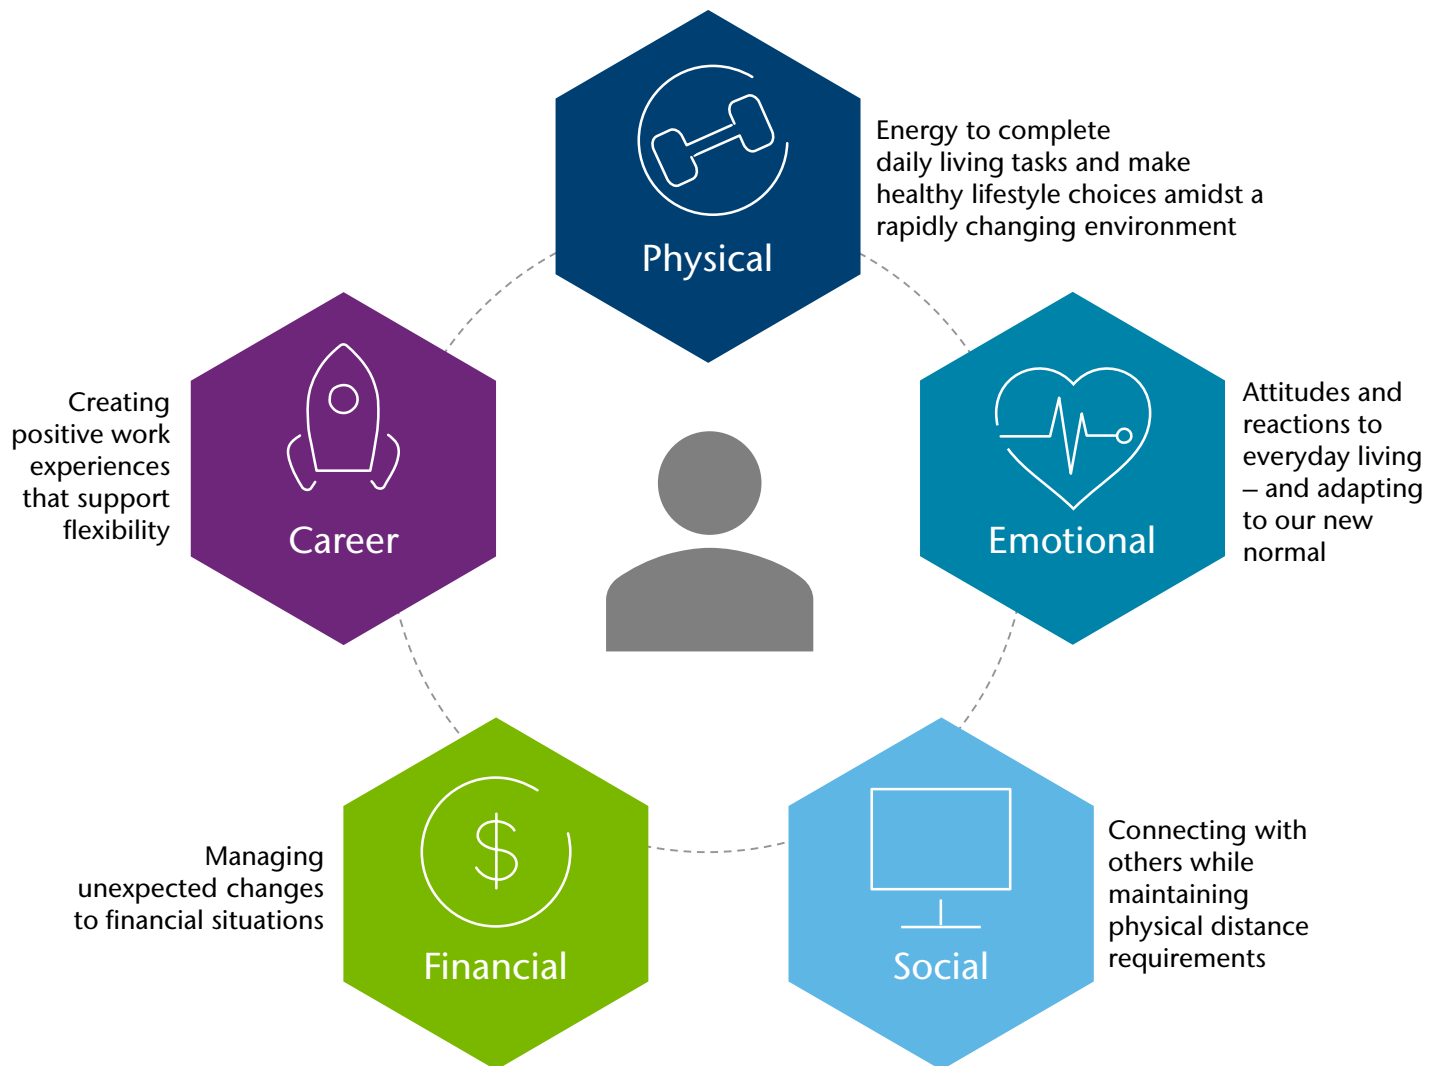 Physical
Energy to complete
daily living tasks and make
healthy lifestyle choices amidst a
rapidly changing environment
Emotional
Attitudes and
reactions to
everyday living
– and adapting
to our new
normal
Social
Connecting with
others while
maintaining
physical distance
requirements
Financial
Managing
unexpected changes
to financial situations
Career
Creating
positive work
experiences
that support
flexibility
$